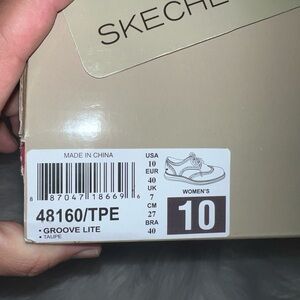 SKECHE
MADE IN CHINA
8 87047 18669 6
48160/TPE
• GROOVE LITE
• TAUPE
USA
10
EUR
40
UK
7
CM
27
BRA
40
WOMEN'S
10